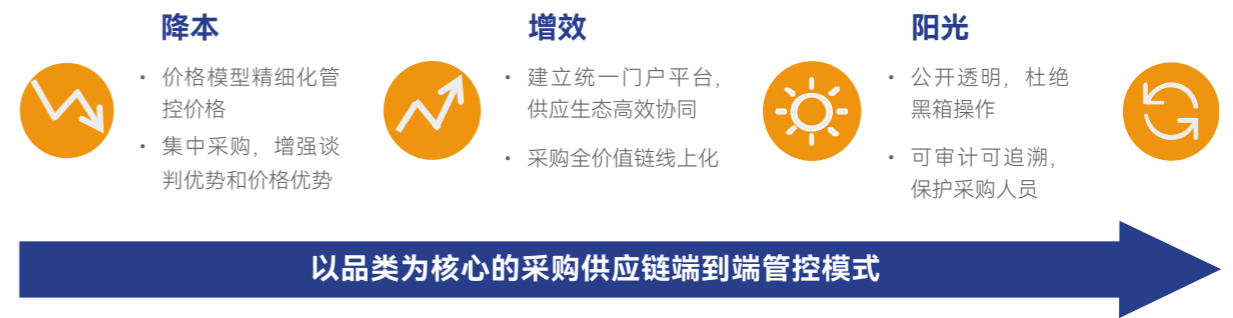 降本
• 价格模型精细化管
控价格
• 集中采购，增强谈
判优势和价格优势
增效
• 建立统一门户平台，
供应生态高效协同
• 采购全价值链线上化
阳光
• 公开透明，杜绝
黑箱操作
• 可审计可追溯，
保护采购人员
以品类为核心的采购供应链端到端管控模式